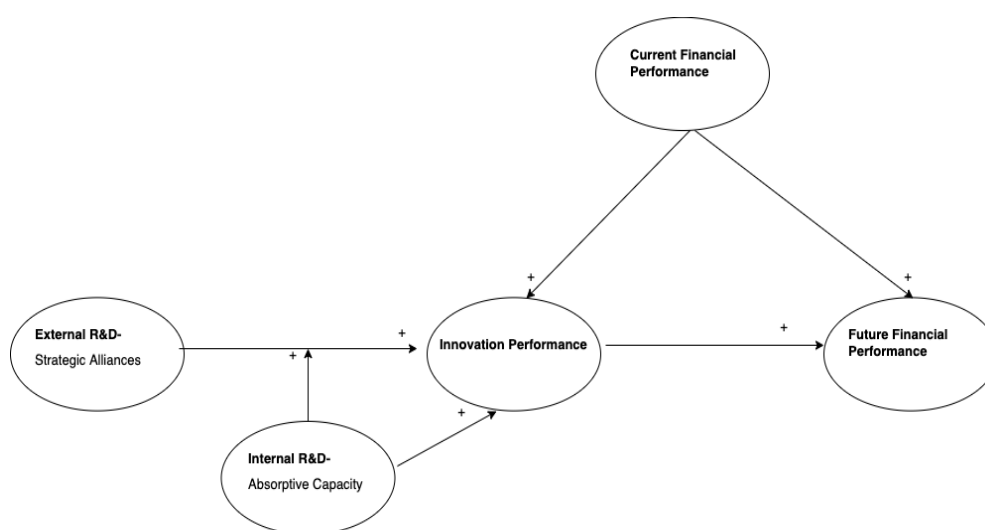 Current Financial
Performance
+
+
External R&D-
Strategic Alliances
+
+
Innovation Performance
+
Future Financial
Performance
+
Internal R&D-
Absorptive Capacity